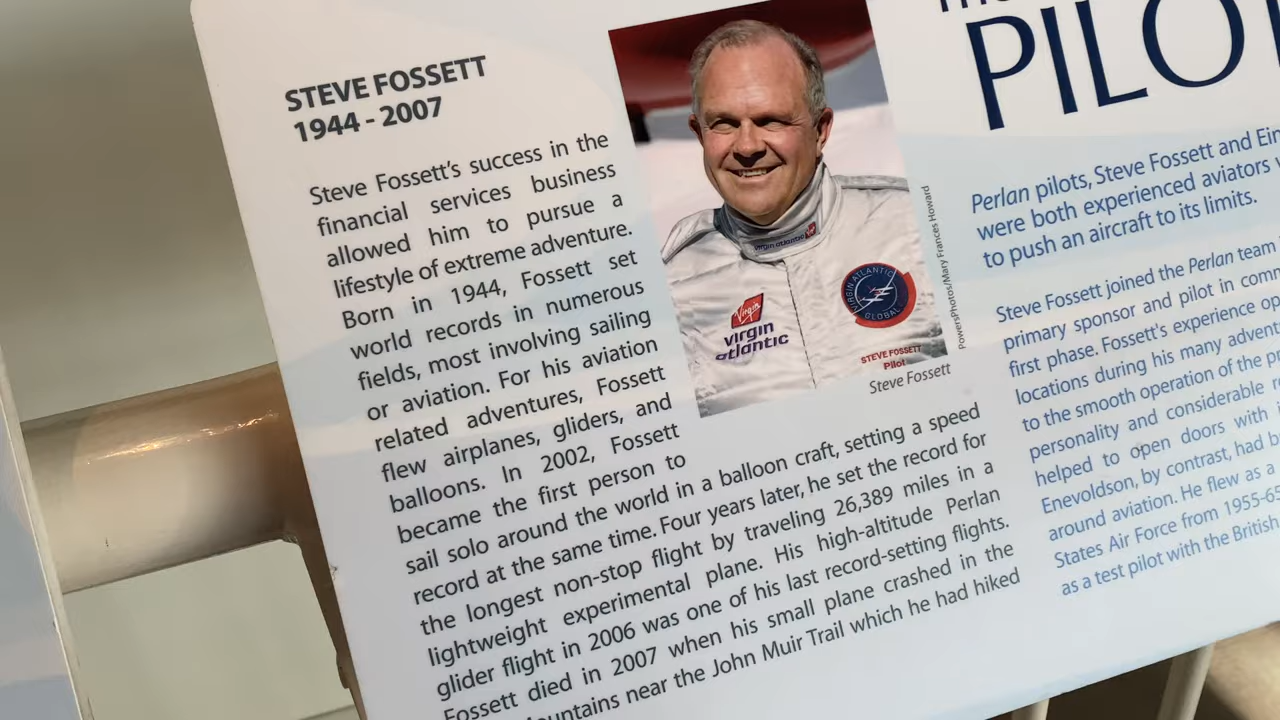 STEVE FOSSETT
1944 - 2007
Steve Fossett's success in the
financial services business
allowed him to pursue a
lifestyle of extreme adventure.
Born in 1944, Fossett set
world records in numerous
fields, most involving sailing
or aviation. For his aviation
related adventures, Fossett
flew airplanes, gliders, and
balloons. In 2002, Fossett
became the first person to
sail solo around the world in a balloon craft, setting a speed
record at the same time. Four years later, he set the record for
the longest non-stop flight by traveling 26,389 miles in a
lightweight experimental plane. His high-altitude Perlan
glider flight in 2006 was one of his last record-setting flights.
Fossett died in 2007 when his small plane crashed in the
near the John Muir Trail which he had hiked
virgin atlantic
Virgin
virgin
atlantic
VIRGIN ATLANTIC
GLOBAL
STEVE FOSSETT
Pilot
Steve Fossett
PowersPhotos/Mary Frances Howard
Perlan pilots, Steve Fossett and
were both experienced aviators
to push an aircraft to its limits.
Steve Fossett joined the Perlan team
primary sponsor and pilot in
first phase. Fossett's experience
locations during his many
to the smooth operation of the
personality and considerable
helped to open doors with
Enevoldson, by contrast, had
around aviation. He flew as a
States Air Force from
as a test pilot with the British